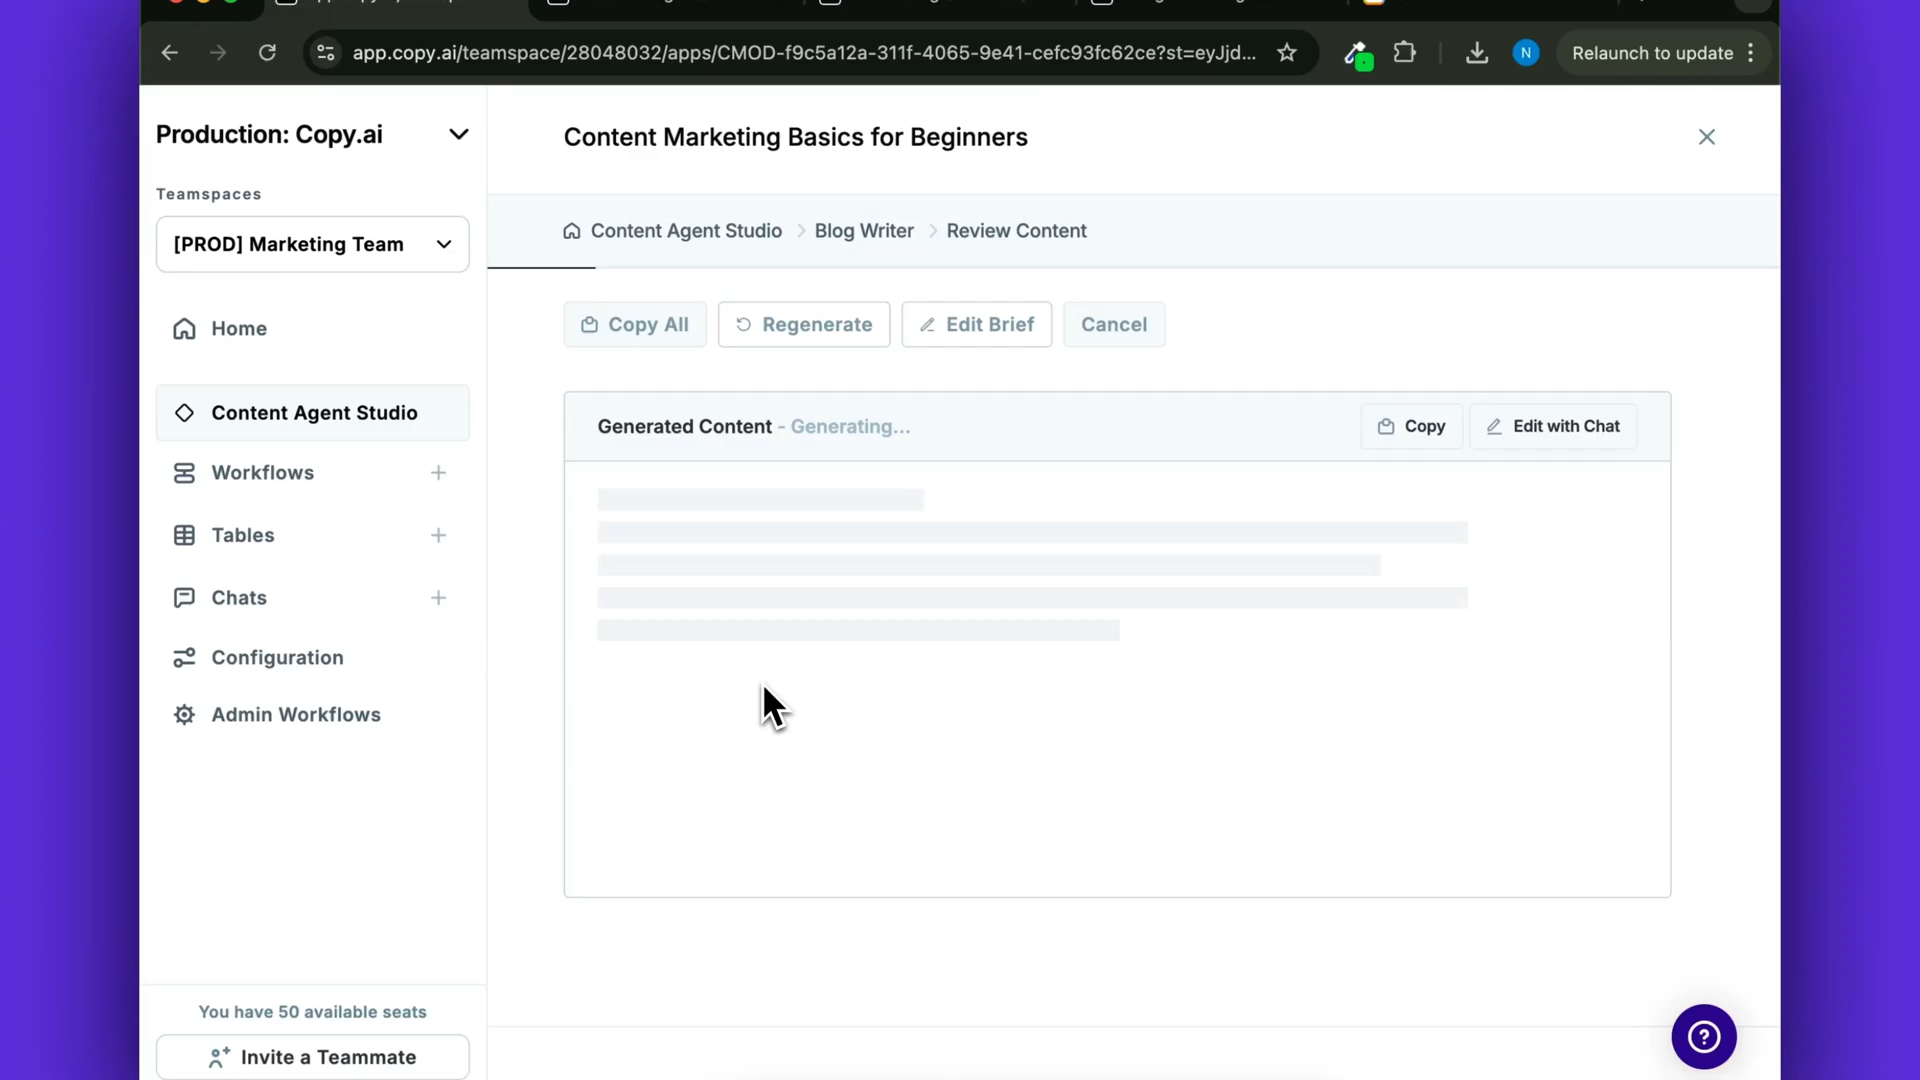 app.copy.ai/teamspace/28048032/apps/CMOD-f9c5a12a-311f-4065-9e41-cefc93fc62ce?st=eyJjd...
N
Relaunch to update
Production: Copy.ai
Content Marketing Basics for Beginners
Teamspaces
[PROD] Marketing Team
Content Agent Studio
Blog Writer
Review Content
Home
Copy All
Regenerate
Edit Brief
Cancel
Content Agent Studio
Generated Content - Generating...
Copy
Edit with Chat
Workflows
Tables
Chats
Configuration
Admin Workflows
You have 50 available seats
Invite a Teammate